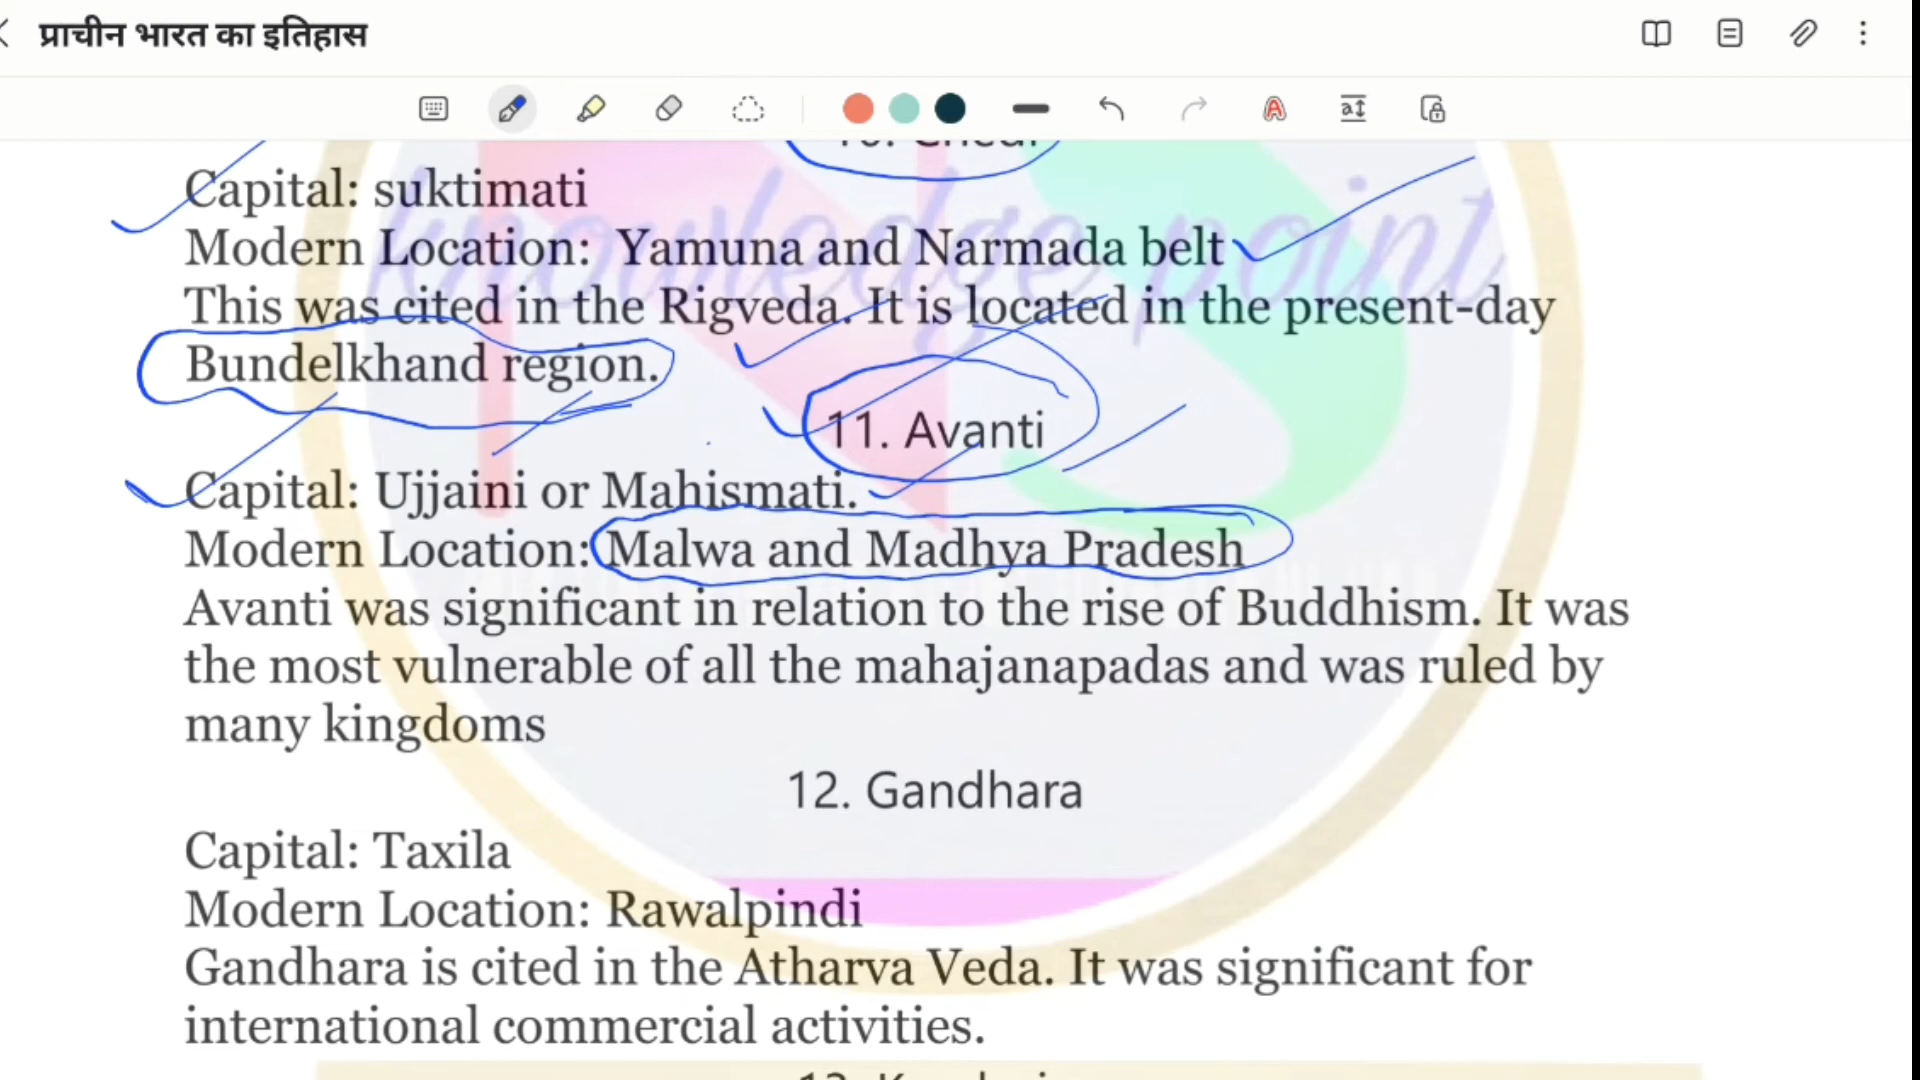 प्राचीन भारत का इतिहास
10. Chedi
Capital: suktimati
Modern Location: Yamuna and Narmada belt
This was cited in the Rigveda. It is located in the present-day
Bundelkhand region.
11. Avanti
Capital: Ujjaini or Mahismati.
Modern Location: Malwa and Madhya Pradesh
Avanti was significant in relation to the rise of Buddhism. It was
the most vulnerable of all the mahajanapadas and was ruled by
many kingdoms
12. Gandhara
Capital: Taxila
Modern Location: Rawalpindi
Gandhara is cited in the Atharva Veda. It was significant for
international commercial activities.
knowledge point